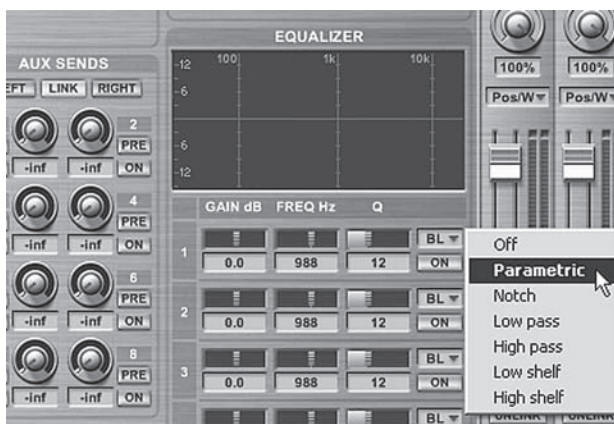 EQUALIZER
AUX SENDS
LINK RIGHT
-12 100 1k 10k
-6
-6
-12
100% 100%
Pos/W Pos/W
2
PRE
-inf -inf ON
4
PRE
-inf -inf ON
6
PRE
-inf -inf ON
8
PRE
-inf -inf ON
GAIN dB FREQ Hz Q
1
BL
0.0 988 12 ON
2
BL
0.0 988 12 ON
3
BL
0.0 988 12 ON
BL
Off
Parametric
Notch
Low pass
High pass
Low shelf
High shelf